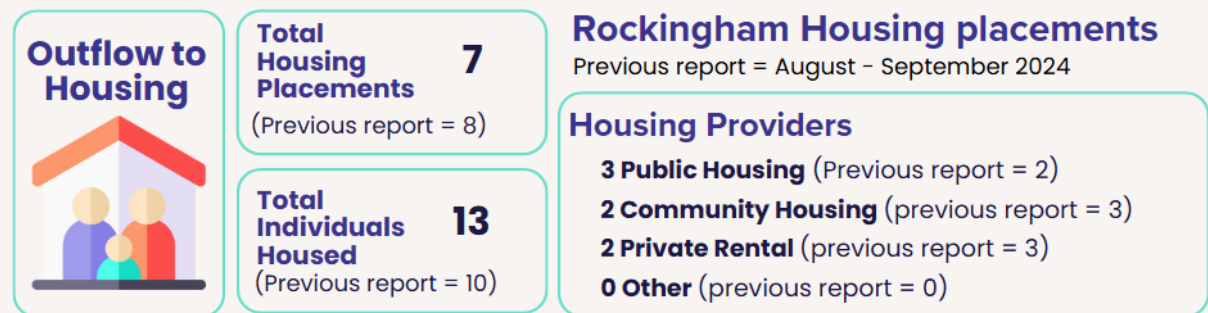 Outflow to
Housing
Total
Housing
Placements
7
(Previous report = 8)
Total
Individuals
Housed
13
(Previous report = 10)
Rockingham Housing placements
Previous report = August - September 2024
Housing Providers
3 Public Housing (Previous report = 2)
2 Community Housing (previous report = 3)
2 Private Rental (previous report = 3)
0 Other (previous report = 0)